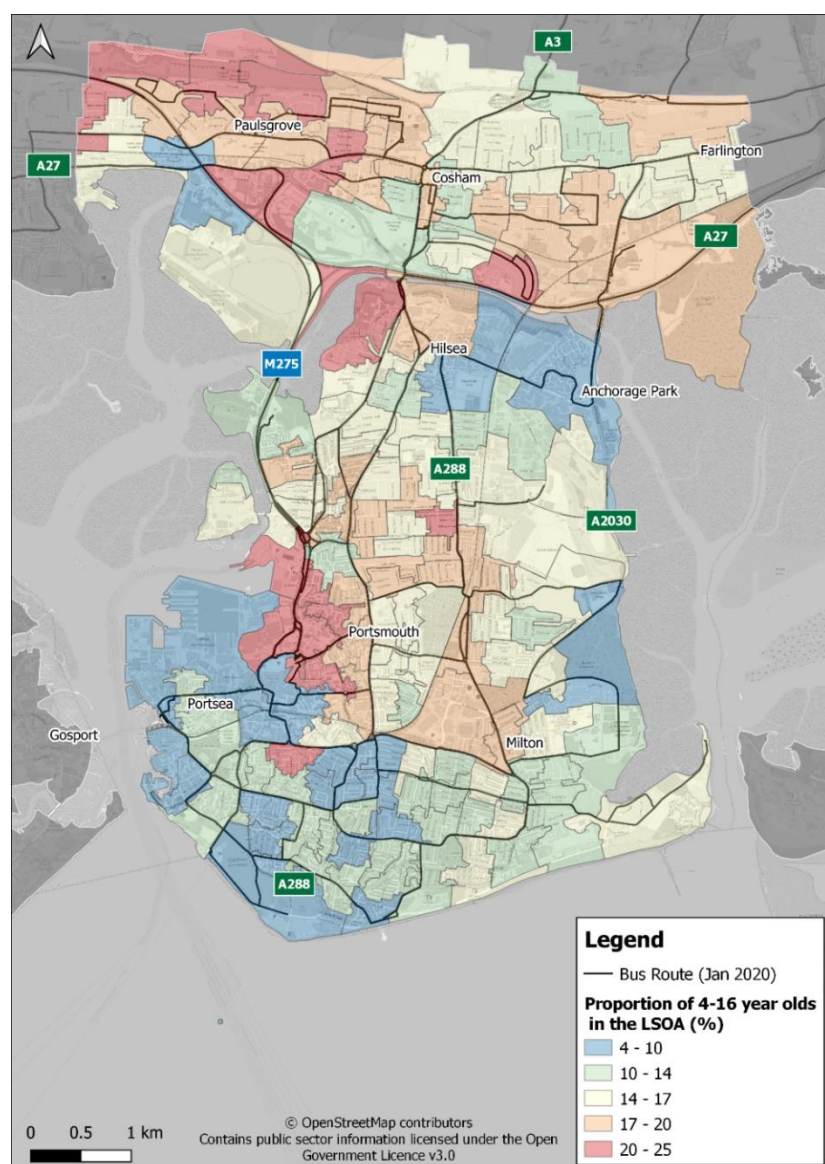 A3
Paulsgrove
Farlington
A27
Cosham
A27
Hilsea
M275
Anchorage Park
A288
A2030
Portsmouth
Portsea
Gosport
Milton
A288
Legend
Bus Route (Jan 2020)
Proportion of 4-16 year olds
in the LSOA (%)
4 - 10
10 - 14
14 - 17
17 - 20
20 - 25
© OpenStreetMap contributors
Contains public sector information licensed under the Open
Government Licence v3.0
0 0.5 1 km